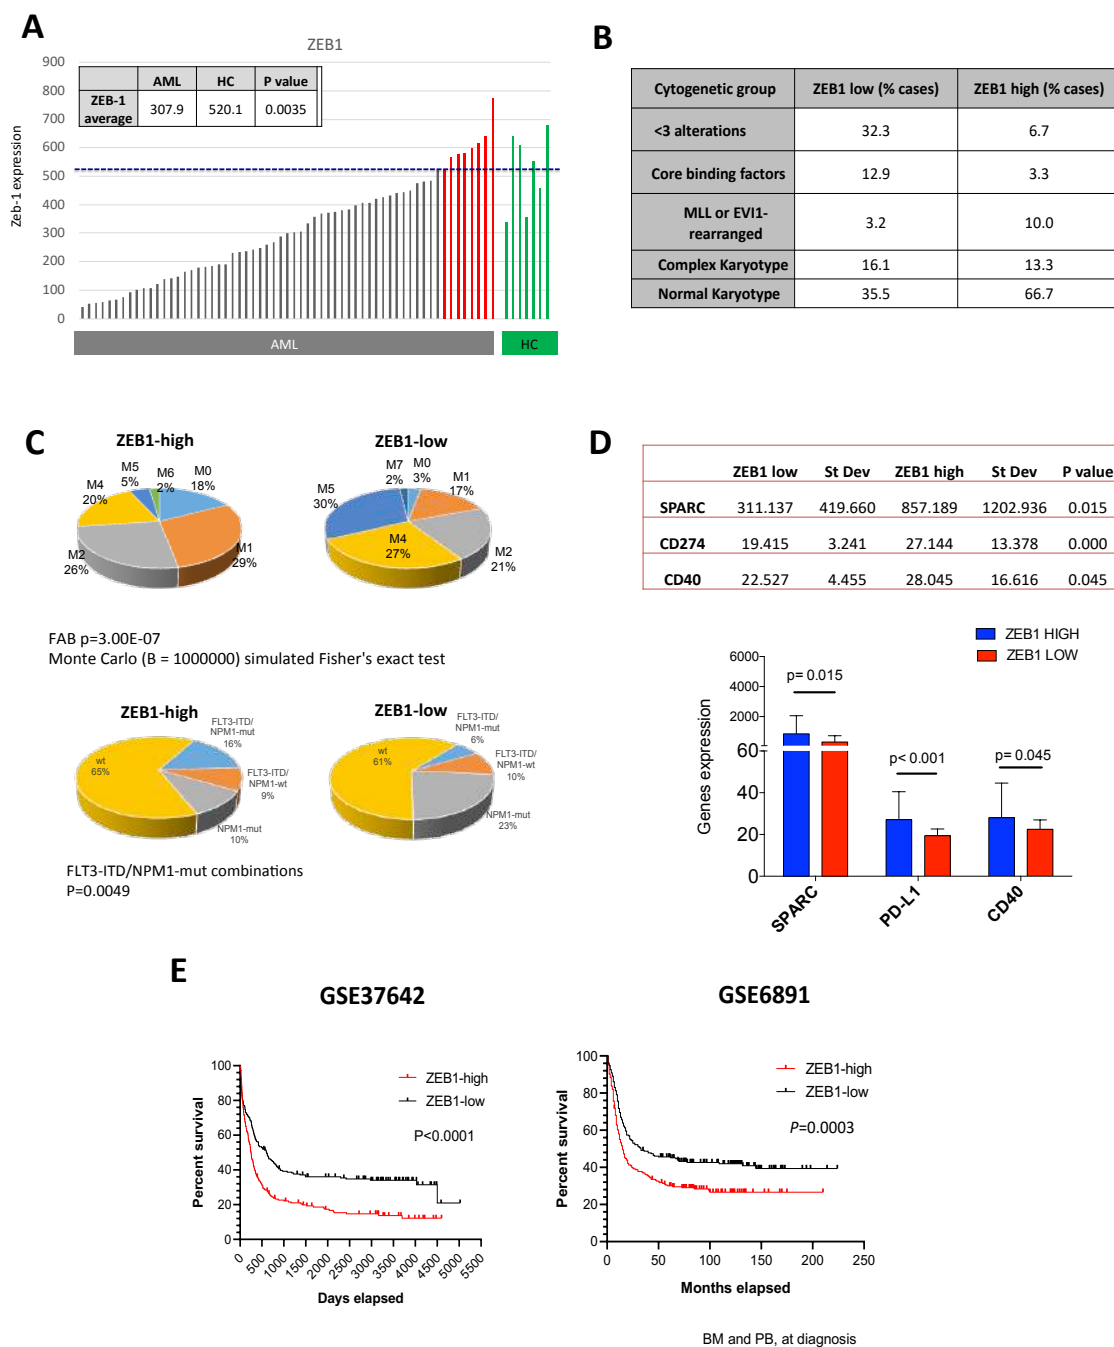 A
ZEB1
900
800
700
600
500
400
300
200
100
0
Zeb-1 expression
AML HC P value
ZEB-1 average 307.9 520.1 0.0035
AML HC
B
Cytogenetic group ZEB1 low (% cases) ZEB1 high (% cases)
<3 alterations 32.3 6.7
Core binding factors 12.9 3.3
MLL or EVI1-
rearranged 3.2 10.0
Complex Karyotype 16.1 13.3
Normal Karyotype 35.5 66.7
C
ZEB1-high
M5
5%
M6
2%
M0
18%
M4
20%
M2
26%
M1
29%
ZEB1-low
M7
2%
M0
3%
M1
17%
M5
30%
M4
27%
M2
21%
FAB p=3.00E-07
Monte Carlo (B = 1000000) simulated Fisher's exact test
ZEB1-high
FLT3-ITD/
NPM1-mut
16%
wt
65%
FLT3-ITD/
NPM1-wt
9%
NPM1-mut
10%
ZEB1-low
FLT3-ITD/
NPM1-mut
6%
wt
61%
FLT3-ITD/
NPM1-wt
10%
NPM1-mut
23%
FLT3-ITD/NPM1-mut combinations
P=0.0049
D
ZEB1 low St Dev ZEB1 high St Dev P value
SPARC 311.137 419.660 857.189 1202.936 0.015
CD274 19.415 3.241 27.144 13.378 0.000
CD40 22.527 4.455 28.045 16.616 0.045
ZEB1 HIGH
ZEB1 LOW
Genes expression
6000
4000
2000
60
40
20
0
p= 0.015
p< 0.001
p= 0.045
SPARC
PD-L1
CD40
E
GSE37642
Percent survival
100
80
60
40
20
0
ZEB1-high
ZEB1-low
P<0.0001
0 500 1000 1500 2000 2500 3000 3500 4000 4500 5000 5500
Days elapsed
GSE6891
Percent survival
100
80
60
40
20
0
ZEB1-high
ZEB1-low
P=0.0003
0 50 100 150 200 250
Months elapsed
BM and PB, at diagnosis